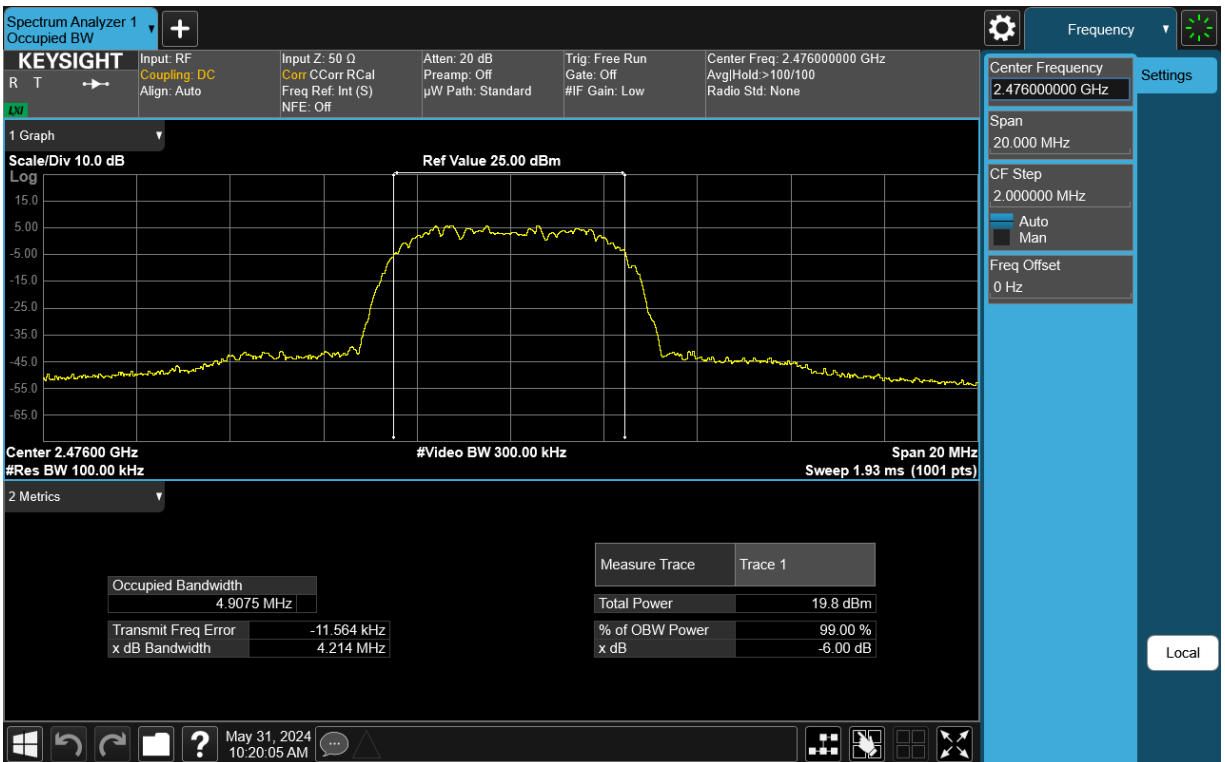 Spectrum Analyzer 1
Occupied BW
Frequency
KEYSIGHT
R T
LXI
Input: RF
Coupling: DC
Align: Auto
Input Z: 50 Ω
Corr CCorr RCal
Freq Ref: Int (S)
NFE: Off
Atten: 20 dB
Preamp: Off
µW Path: Standard
Trig: Free Run
Gate: Off
#IF Gain: Low
Center Freq: 2.476000000 GHz
Avg|Hold:>100/100
Radio Std: None
Center Frequency
2.476000000 GHz
Settings
Span
20.000 MHz
CF Step
2.000000 MHz
Auto
Man
Freq Offset
0 Hz
1 Graph
Scale/Div 10.0 dB
Ref Value 25.00 dBm
Log
15.0
5.00
-5.00
-15.0
-25.0
-35.0
-45.0
-55.0
-65.0
Center 2.47600 GHz
#Video BW 300.00 kHz
Span 20 MHz
#Res BW 100.00 kHz
Sweep 1.93 ms (1001 pts)
2 Metrics
Measure Trace Trace 1
Occupied Bandwidth
4.9075 MHz
Total Power 19.8 dBm
Transmit Freq Error -11.564 kHz
% of OBW Power 99.00 %
x dB Bandwidth 4.214 MHz
x dB -6.00 dB
Local
May 31, 2024
10:20:05 AM